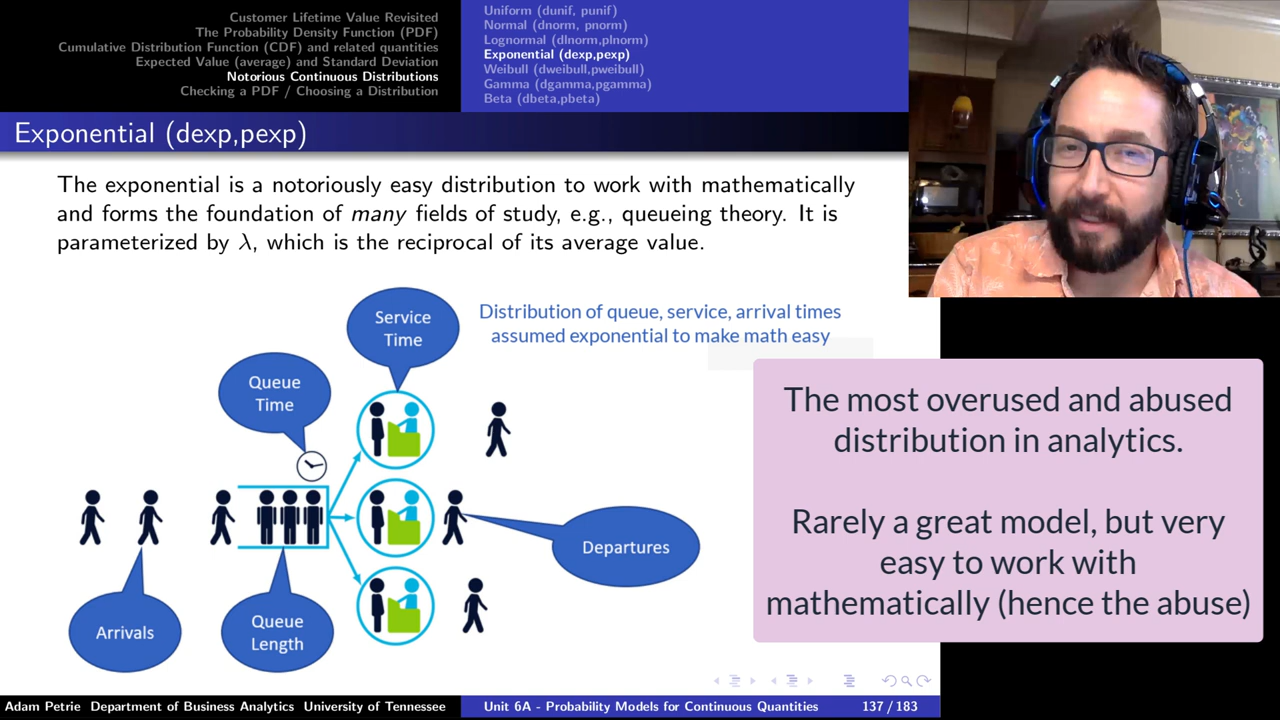 Customer Lifetime Value Revisited
The Probability Density Function (PDF)
Cumulative Distribution Function (CDF) and related quantities
Expected Value (average) and Standard Deviation
Notorious Continuous Distributions
Checking a PDF / Choosing a Distribution
Uniform (dunif, punif)
Normal (dnorm, pnorm)
Lognormal (dlnorm,plnorm)
Exponential (dexp,pexp)
Weibull (dweibull,pweibull)
Gamma (dgamma,pgamma)
Beta (dbeta,pbeta)
Exponential (dexp,pexp)
The exponential is a notoriously easy distribution to work with mathematically
and forms the foundation of many fields of study, e.g., queueing theory. It is
parameterized by λ, which is the reciprocal of its average value.
Distribution of queue, service, arrival times
assumed exponential to make math easy
Service
Time
Queue
Time
Departures
Arrivals
Queue
Length
The most overused and abused
distribution in analytics.
Rarely a great model, but very
easy to work with
mathematically (hence the abuse)
Adam Petrie Department of Business Analytics University of Tennessee
Unit 6A - Probability Models for Continuous Quantities
137 / 183